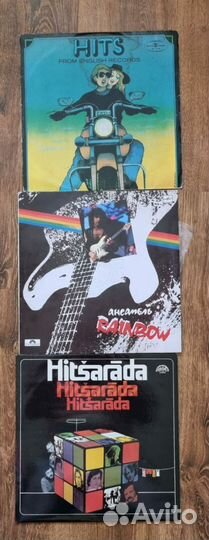 HITS
FROM ENGLISH RECORDS
ансамбль
RAINBOW
Hitšaráda
Hitšaráda
Hitšaráda
Avito